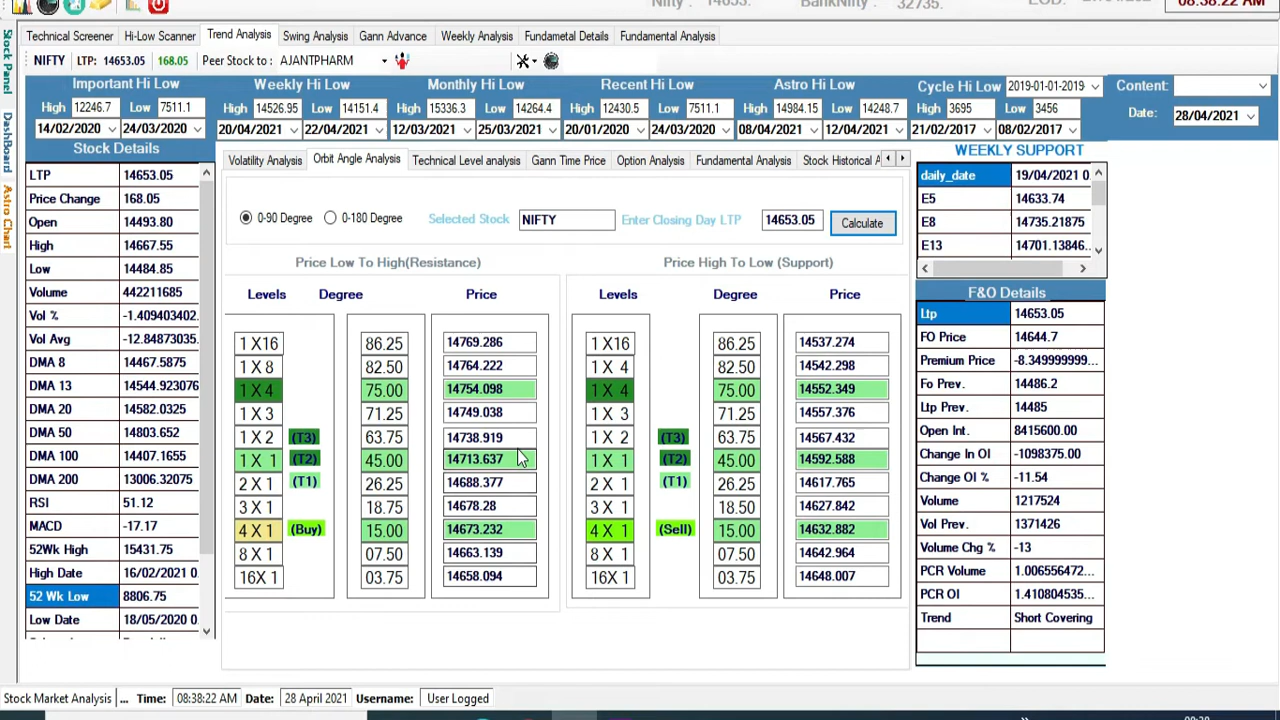 Nifty : 14653. BankNifty : 32735. EOD:
08:38:22 AM
Technical Screener Hi-Low Scanner Trend Analysis Swing Analysis Gann Advance Weekly Analysis Fundametal Details Fundamental Analysis
NIFTY LTP: 14653.05 168.05 Peer Stock to : AJANTPHARM
Stock Panel
DashBoard
Astro Chart
Important Hi Low Weekly Hi Low Monthly Hi Low Recent Hi Low Astro Hi Low Cycle Hi Low 2019-01-01-2019- Content:
High 12246.7 Low 7511.1 High 14526.95 Low 14151.4 High 15336.3 Low 14264.4 High 12430.5 Low 7511.1 High 14984.15 Low 14248.7 High 3695 Low 3456 Date: 28/04/2021
14/02/2020 24/03/2020 20/04/2021 22/04/2021 12/03/2021 25/03/2021 20/01/2020 24/03/2020 08/04/2021 12/04/2021 21/02/2017 08/02/2017
Stock Details
LTP 14653.05
Price Change 168.05
Open 14493.80
High 14667.55
Low 14484.85
Volume 442211685
Vol % -1.409403402.
Vol Avg -12.84873035.
DMA 8 14467.5875
DMA 13 14544.923076
DMA 20 14582.0325
DMA 50 14803.652
DMA 100 14407.1655
DMA 200 13006.32075
RSI 51.12
MACD -17.17
52Wk High 15431.75
High Date 16/02/2021 0.
52 Wk Low 8806.75
Low Date 18/05/2020 0.
Volatility Analysis Orbit Angle Analysis Technical Level analysis Gann Time Price Option Analysis Fundamental Analysis Stock Historical A
0-90 Degree 0-180 Degree Selected Stock NIFTY Enter Closing Day LTP 14653.05 Calculate
Price Low To High(Resistance) Price High To Low (Support)
Levels Degree Price Levels Degree Price
1 X16 86.25 14769.286 1 X16 86.25 14537.274
1 X 8 82.50 14764.222 1 X 4 82.50 14542.298
1 X 4 75.00 14754.098 1 X 4 75.00 14552.349
1 X 3 71.25 14749.038 1 X 3 71.25 14557.376
1 X 2 (T3) 63.75 14738.919 1 X 2 (T3) 63.75 14567.432
1 X 1 (T2) 45.00 14713.637 1 X 1 (T2) 45.00 14592.588
2 X 1 (T1) 26.25 14688.377 2 X 1 (T1) 26.25 14617.765
3 X 1 18.75 14678.28 3 X 1 18.50 14627.842
4 X 1 (Buy) 15.00 14673.232 4 X 1 (Sell) 15.00 14632.882
8 X 1 07.50 14663.139 8 X 1 07.50 14642.964
16X 1 03.75 14658.094 16X 1 03.75 14648.007
WEEKLY SUPPORT
daily_date 19/04/2021 0.
E5 14633.74
E8 14735.21875
E13 14701.13846...
F&O Details
Ltp 14653.05
FO Price 14644.7
Premium Price -8.349999999...
Fo Prev. 14486.2
Ltp Prev. 14485
Open Int. 8415600.00
Change In OI -1098375.00
Change OI % -11.54
Volume 1217524
Vol Prev. 1371426
Volume Chg % -13
PCR Volume 1.006556472...
PCR OI 1.410804535...
Trend Short Covering
Stock Market Analysis ... Time: 08:38:22 AM Date: 28 April 2021 Username: User Logged